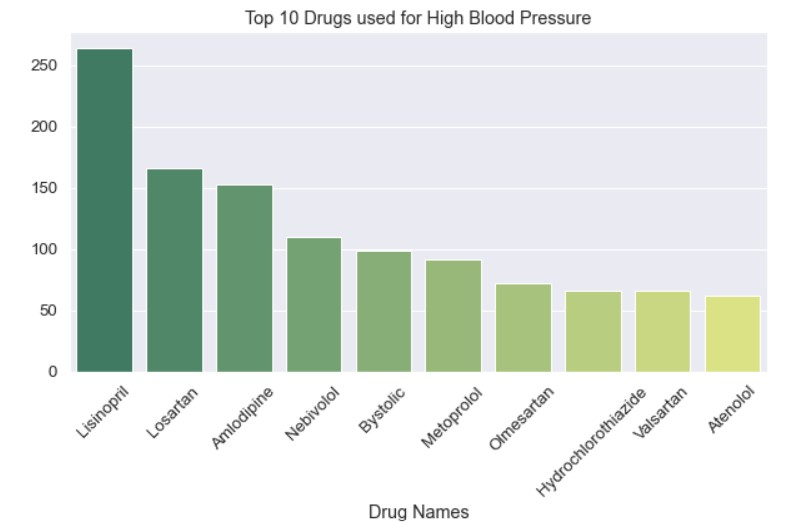 Top 10 Drugs used for High Blood Pressure
250
200
150
100
50
0
Lisinopril
Losartan
Amlodipine
Nebivolol
Bystolic
Metoprolol
Olmesartan
Hydrochlorothiazide
Valsartan
Atenolol
Drug Names